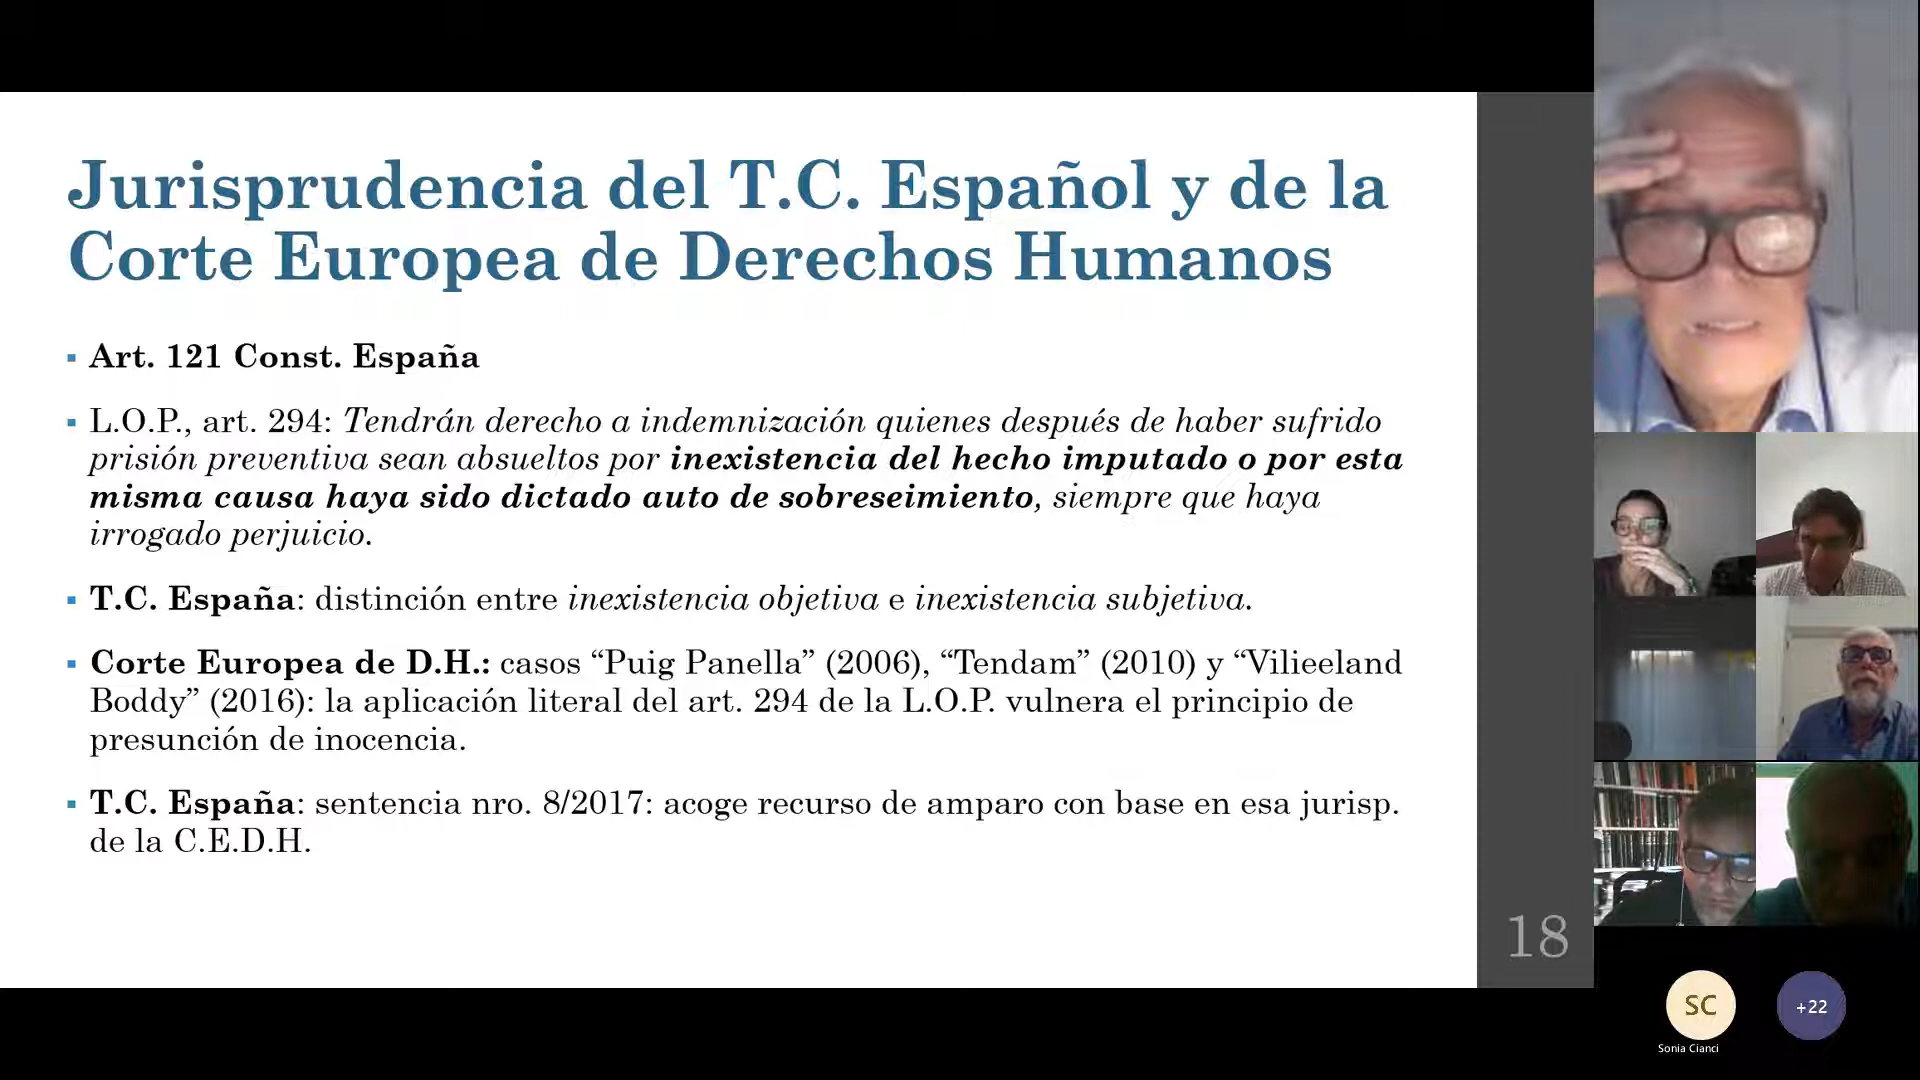 Jurisprudencia del T.C. Español y de la
Corte Europea de Derechos Humanos
▪ Art. 121 Const. España
▪ L.O.P., art. 294: Tendrán derecho a indemnización quienes después de haber sufrido
prisión preventiva sean absueltos por inexistencia del hecho imputado o por esta
misma causa haya sido dictado auto de sobreseimiento, siempre que haya
irrogado perjuicio.
▪ T.C. España: distinción entre inexistencia objetiva e inexistencia subjetiva.
▪ Corte Europea de D.H.: casos “Puig Panella” (2006), “Tendam” (2010) y “Vilieeland
Boddy” (2016): la aplicación literal del art. 294 de la L.O.P. vulnera el principio de
presunción de inocencia.
▪ T.C. España: sentencia nro. 8/2017: acoge recurso de amparo con base en esa jurisp.
de la C.E.D.H.
18
SC
+22
Sonia Cianci